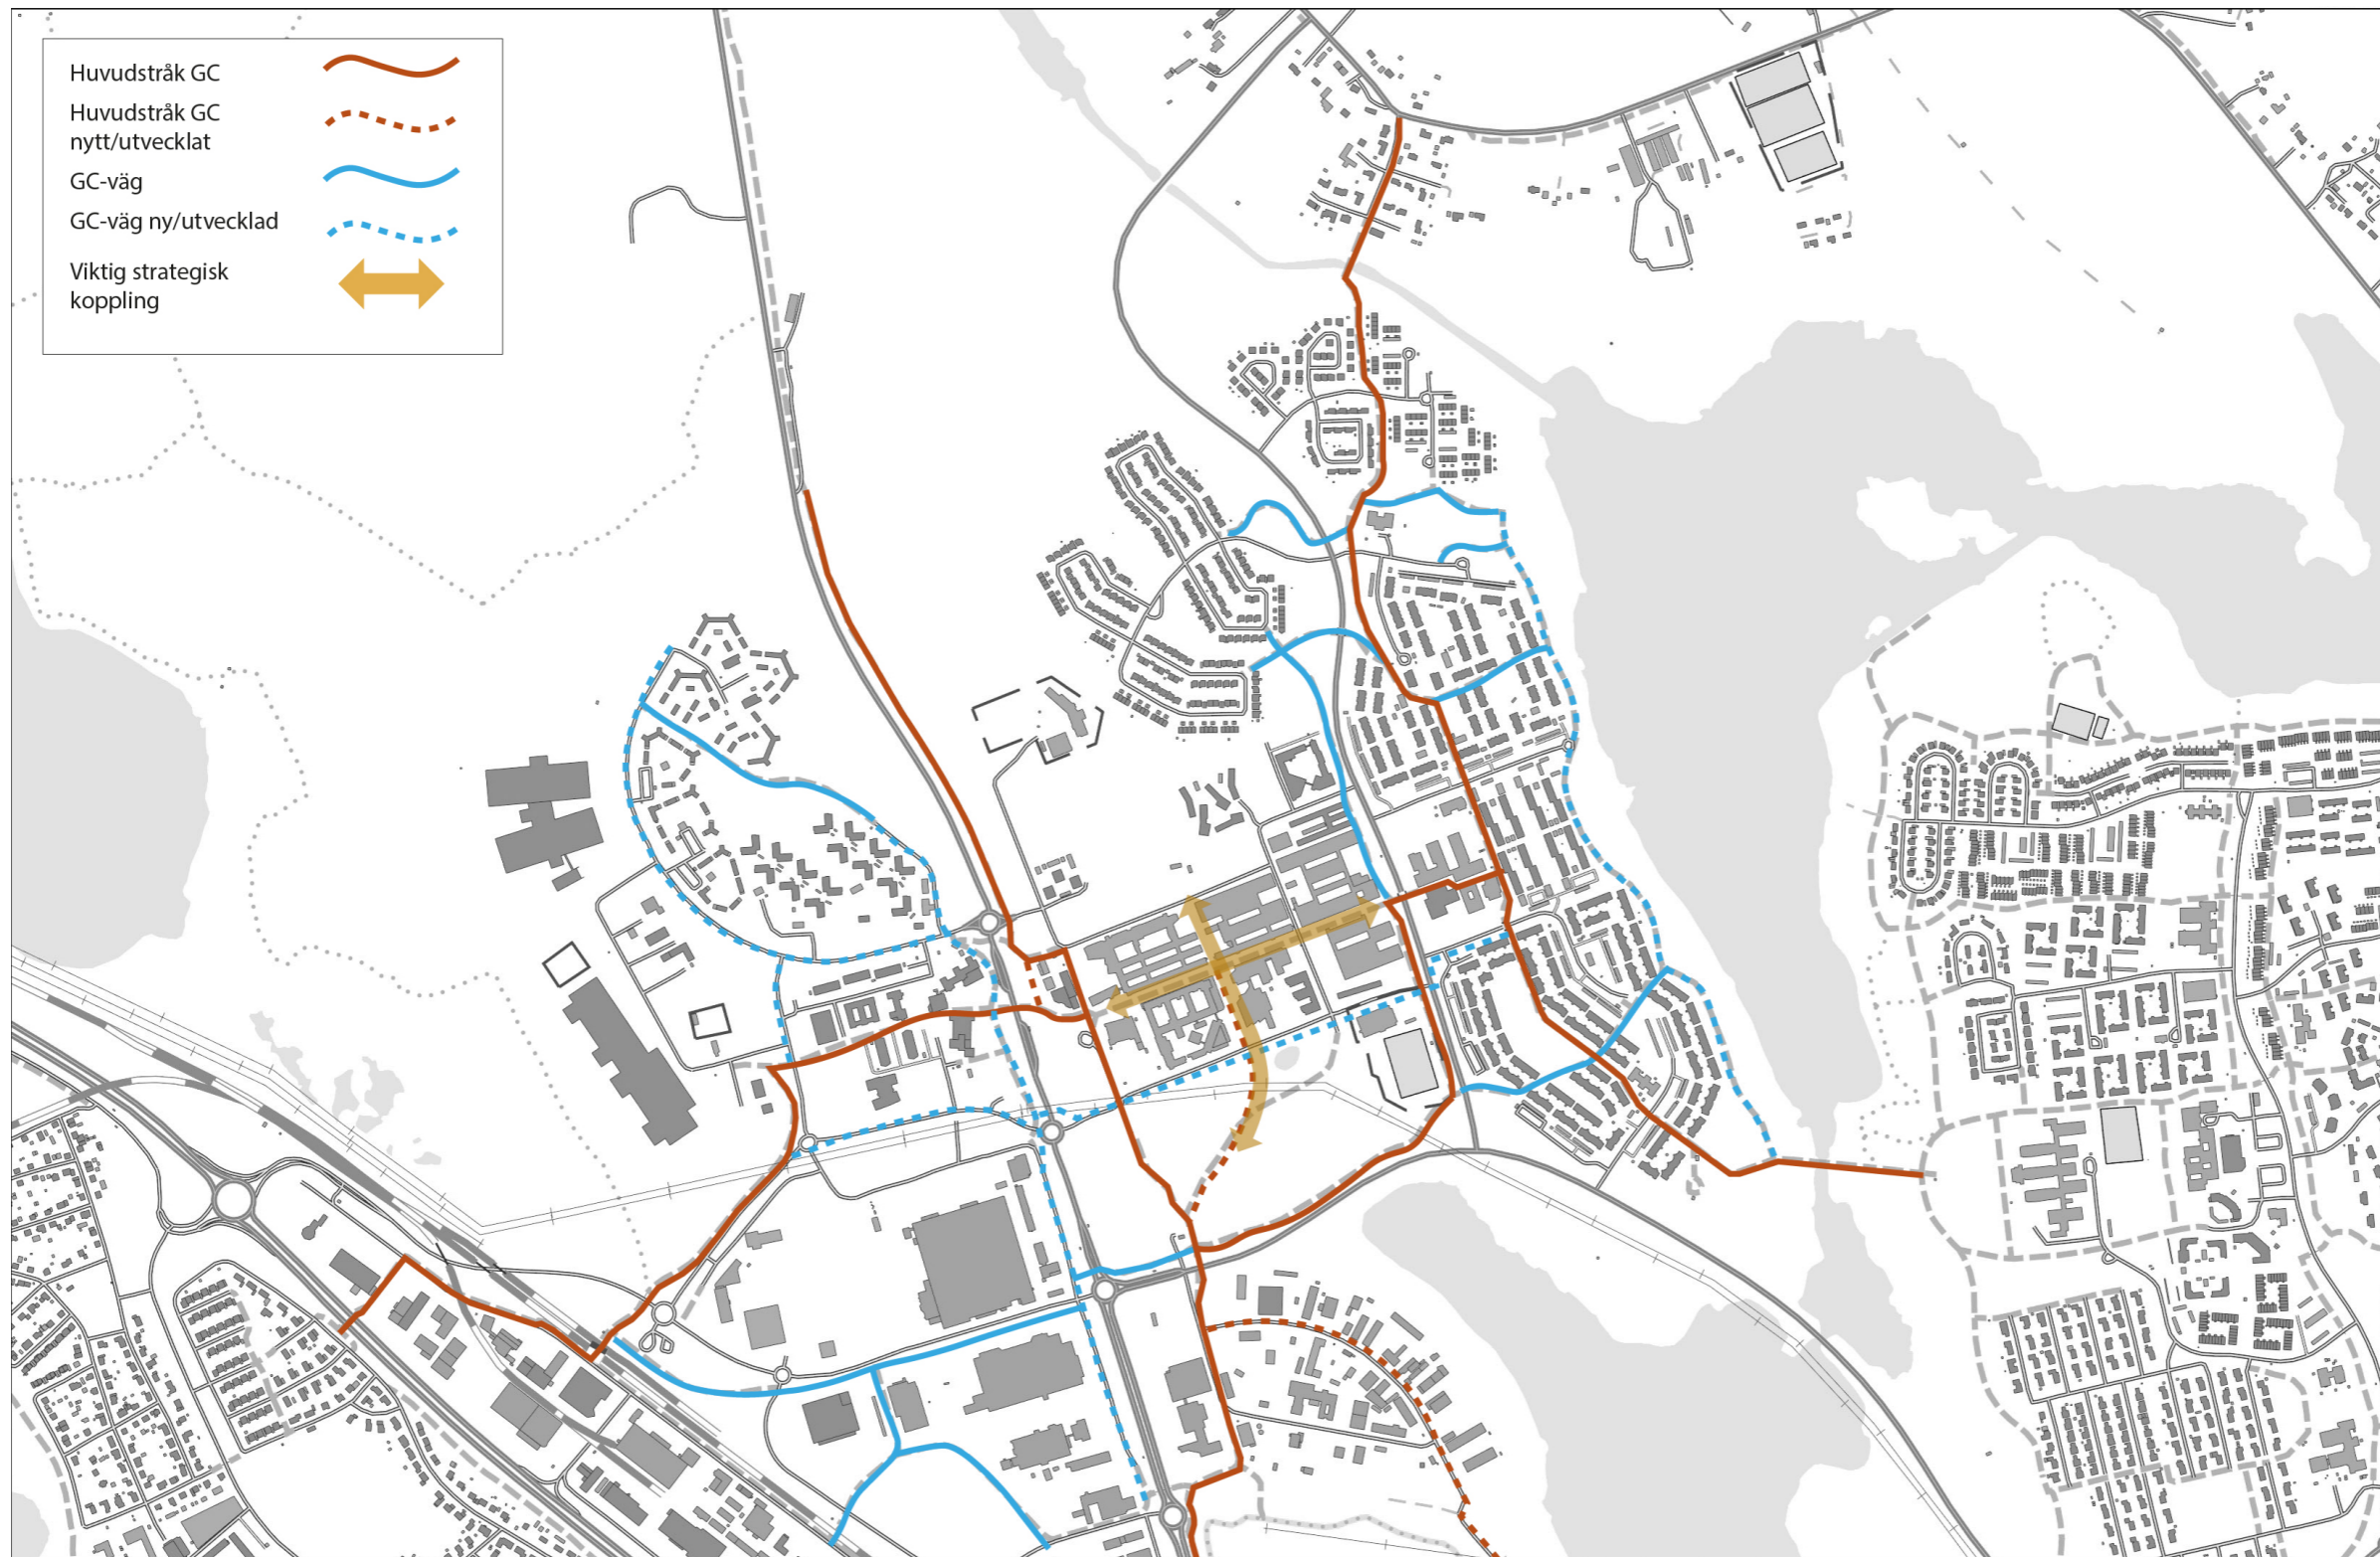 Huvudstråk GC
Huvudstråk GC
nytt/utvecklat
GC-väg
GC-väg ny/utvecklad
Viktig strategisk
koppling